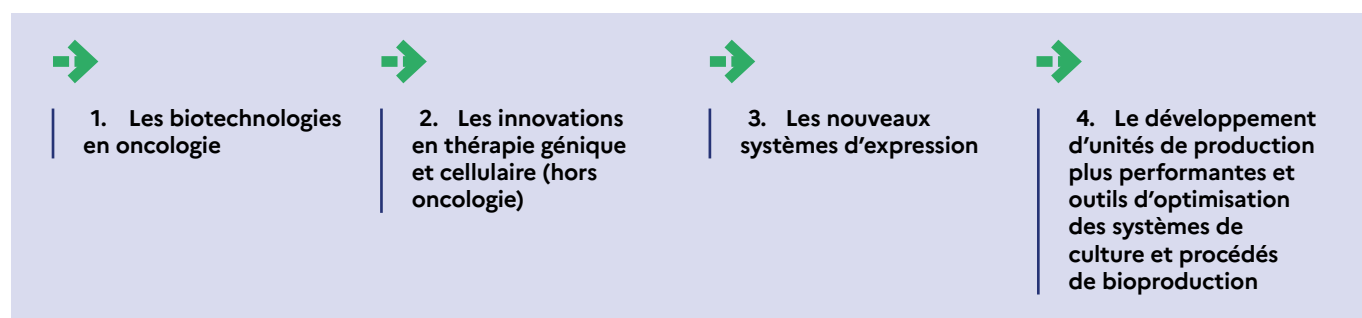 1. Les biotechnologies
en oncologie
2. Les innovations
en thérapie génique
et cellulaire (hors
oncologie)
3. Les nouveaux
systèmes d’expression
4. Le développement
d’unités de production
plus performantes et
outils d’optimisation
des systèmes de
culture et procédés
de bioproduction